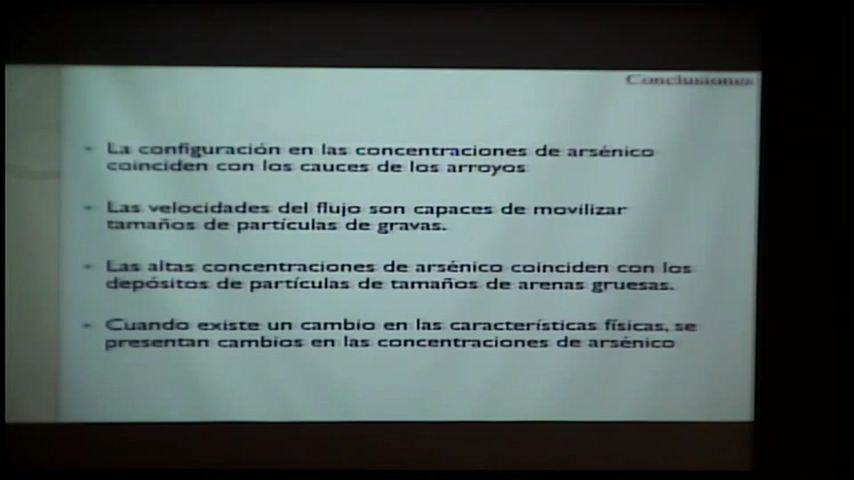 Conclusiones
La configuración en las concentraciones de arsénico
coinciden con los cauces de los arroyos
Las velocidades del flujo son capaces de movilizar
tamaños de partículas de gravas.
Las altas concentraciones de arsénico coinciden con los
depósitos de partículas de tamaños de arenas gruesas.
Cuando existe un cambio en las características físicas, se
presentan cambios en las concentraciones de arsénico